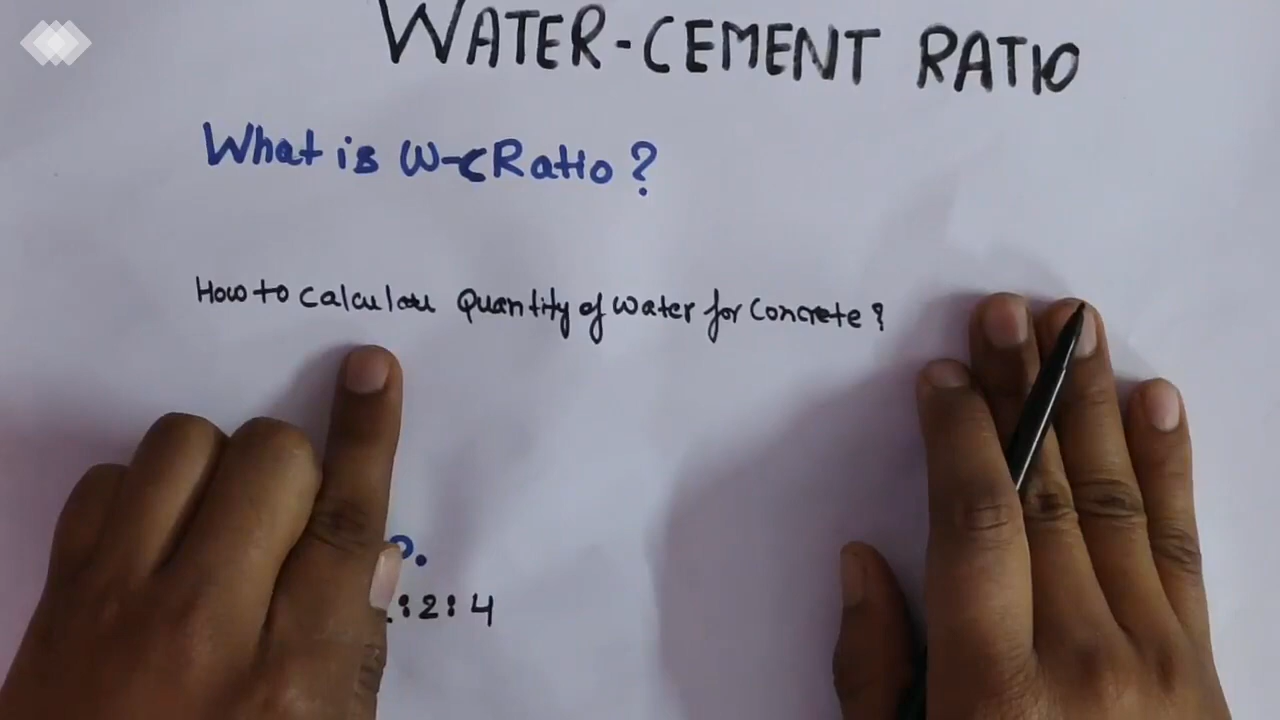 WATER-CEMENT RATIO
What is W-C Ratio ?
How to calculate Quantity of water for Concrete ?
:2:4